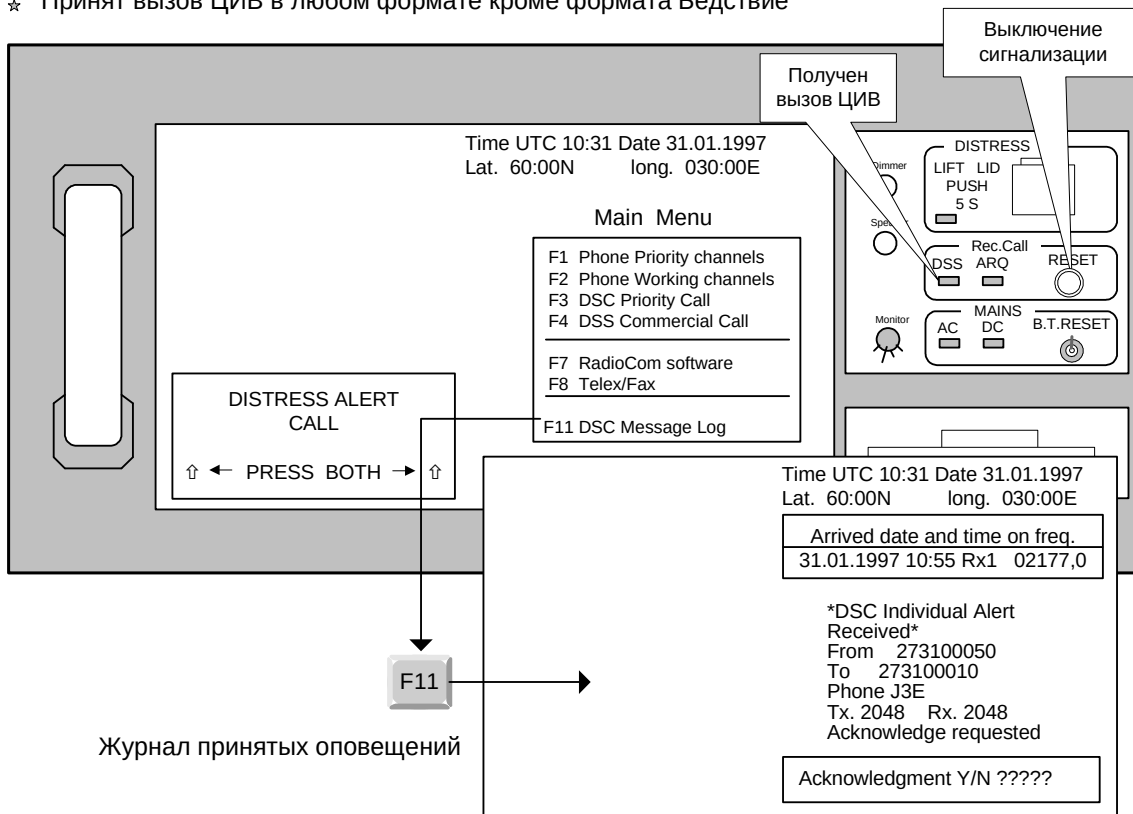 Принят вызов ЦИВ в любом формате кроме формата Бедствие
Выключение
сигнализации
Получен
вызов ЦИВ
Time UTC 10:31 Date 31.01.1997
Lat. 60:00N long. 030:00E
Main Menu
F1 Phone Priority channels
F2 Phone Working channels
F3 DSC Priority Call
F4 DSS Commercial Call
F7 RadioCom software
F8 Telex/Fax
F11 DSC Message Log
DISTRESS ALERT
CALL
⇧ ← PRESS BOTH → ⇧
DISTRESS
LIFT LID
PUSH
5 S
Rec.Call
DSS ARQ RESET
Monitor
MAINS
AC DC B.T.RESET
Time UTC 10:31 Date 31.01.1997
Lat. 60:00N long. 030:00E
Arrived date and time on freq.
31.01.1997 10:55 Rx1 02177,0
*DSC Individual Alert
Received*
From 273100050
To 273100010
Phone J3E
Tx. 2048 Rx. 2048
Acknowledge requested
Acknowledgment Y/N ?????
F11
Журнал принятых оповещений